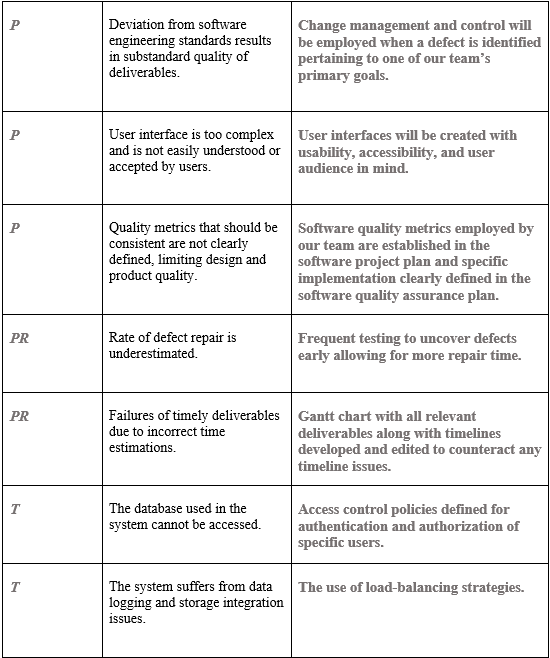 P
Deviation from software
engineering standards results
in substandard quality of
deliverables.
Change management and control will
be employed when a defect is identified
pertaining to one of our team’s
primary goals.
P
User interface is too complex
and is not easily understood or
accepted by users.
User interfaces will be created with
usability, accessibility, and user
audience in mind.
P
Quality metrics that should be
consistent are not clearly
defined, limiting design and
product quality.
Software quality metrics employed by
our team are established in the
software project plan and specific
implementation clearly defined in the
software quality assurance plan.
PR
Rate of defect repair is
underestimated.
Frequent testing to uncover defects
early allowing for more repair time.
PR
Failures of timely deliverables
due to incorrect time
estimations.
Gantt chart with all relevant
deliverables along with timelines
developed and edited to counteract any
timeline issues.
T
The database used in the
system cannot be accessed.
Access control policies defined for
authentication and authorization of
specific users.
T
The system suffers from data
logging and storage integration
issues.
The use of load-balancing strategies.